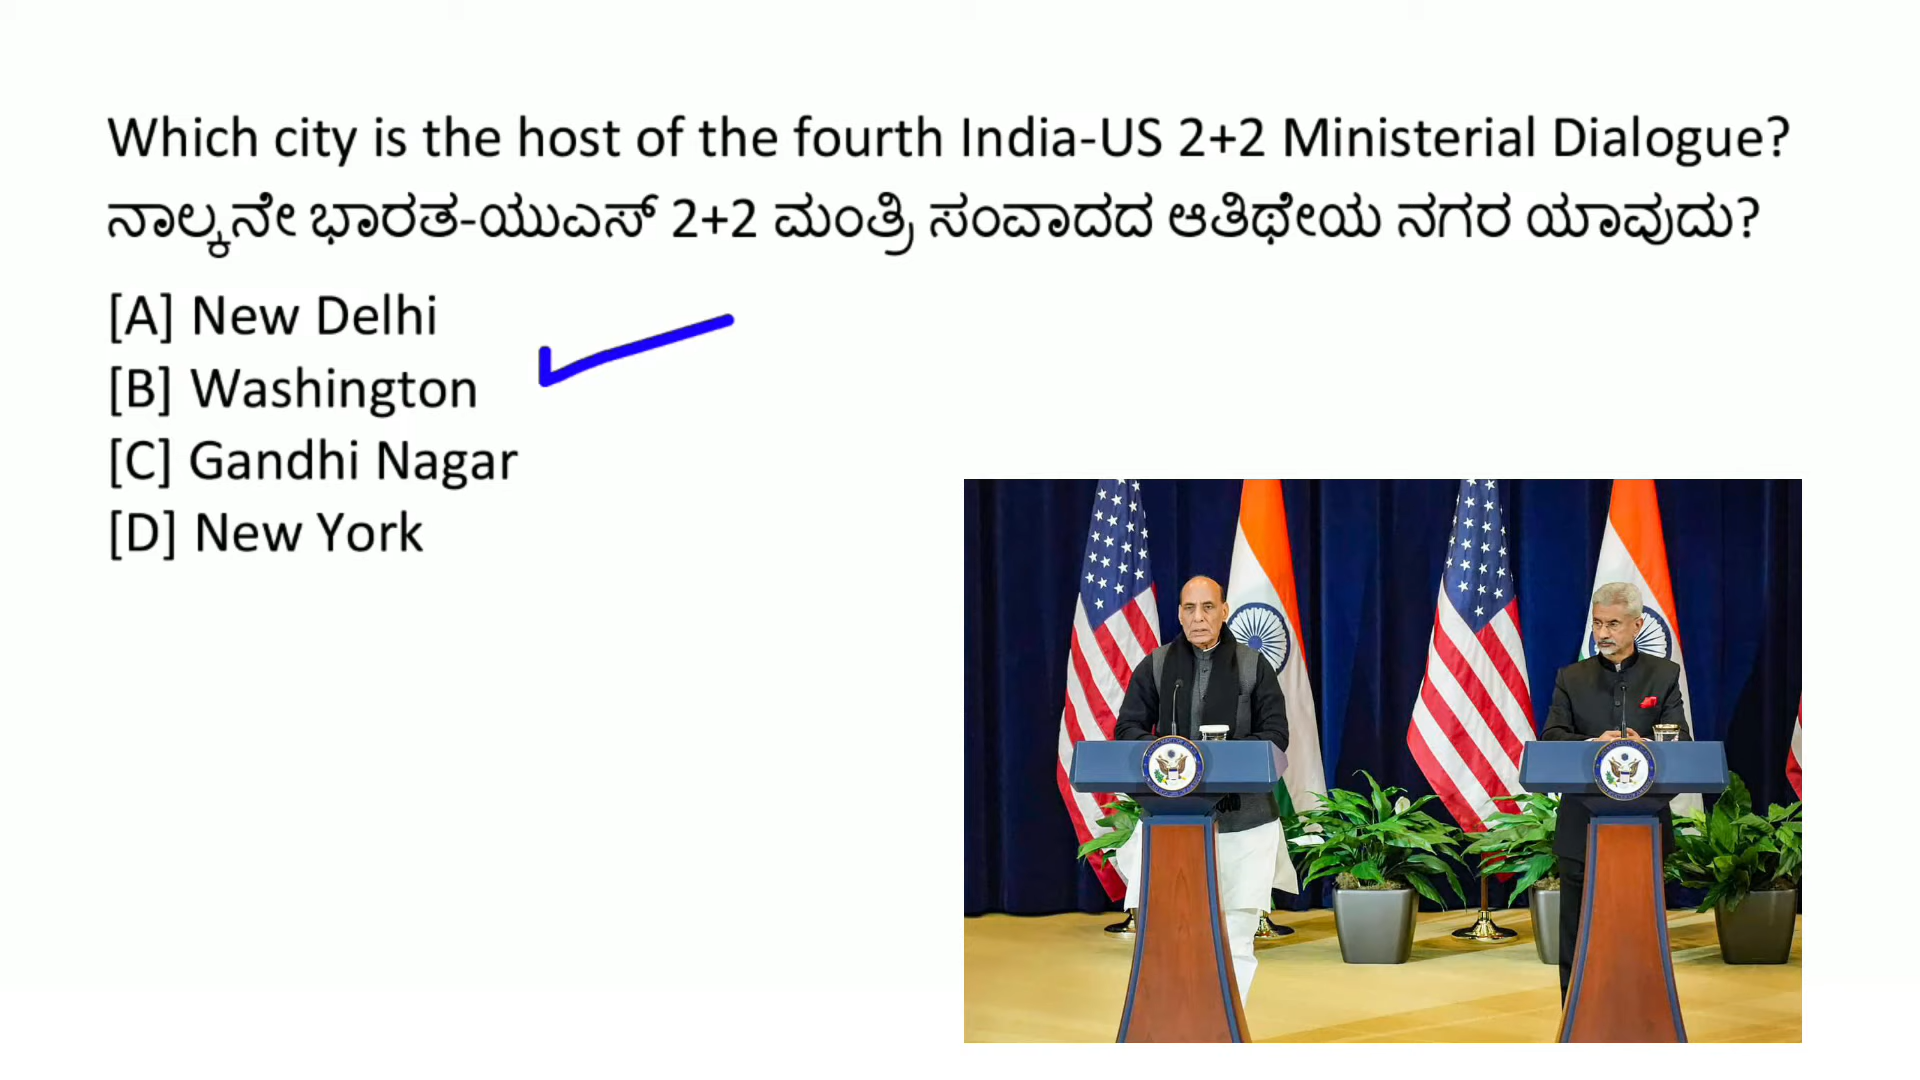 Which city is the host of the fourth India-US 2+2 Ministerial Dialogue?
ನಾಲ್ಕನೇ ಭಾರತ-ಯುಎಸ್ 2+2 ಮಂತ್ರಿ ಸಂವಾದದ ಆತಿಥೇಯ ನಗರ ಯಾವುದು?
[A] New Delhi
[B] Washington
[C] Gandhi Nagar
[D] New York